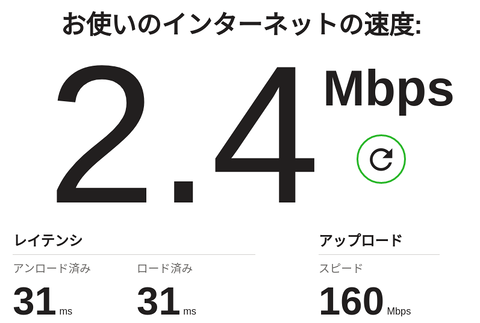 お使いのインターネットの速度:
2.4 Mbps
レイテンシ
アンロード済み ロード済み
31 ms 31 ms
アップロード
スピード
160 Mbps